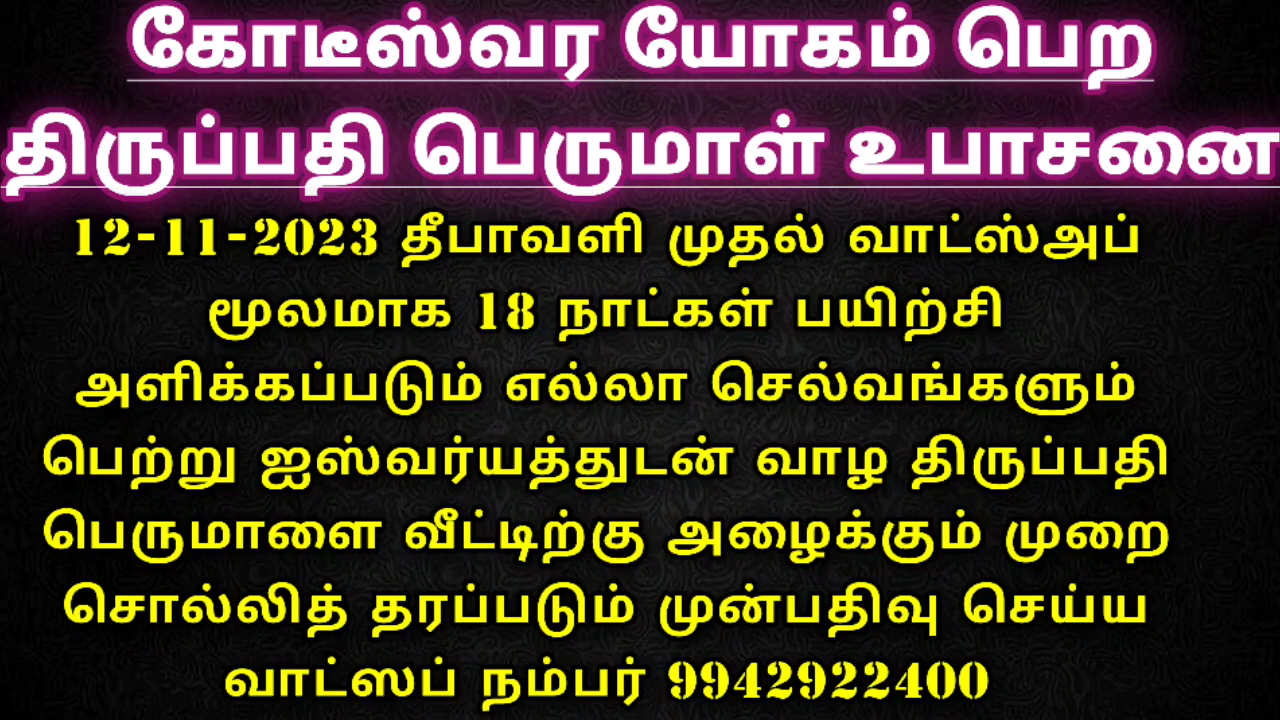 கோடீஸ்வர யோகம் பெற
திருப்பதி பெருமாள் உபாசனை
12-11-2023 தீபாவளி முதல் வாட்ஸ்அப்
மூலமாக 18 நாட்கள் பயிற்சி
அளிக்கப்படும் எல்லா செல்வங்களும்
பெற்று ஐஸ்வர்யத்துடன் வாழ திருப்பதி
பெருமாளை வீட்டிற்கு அழைக்கும் முறை
சொல்லித் தரப்படும் முன்பதிவு செய்ய
வாட்ஸப் நம்பர் 9942922400